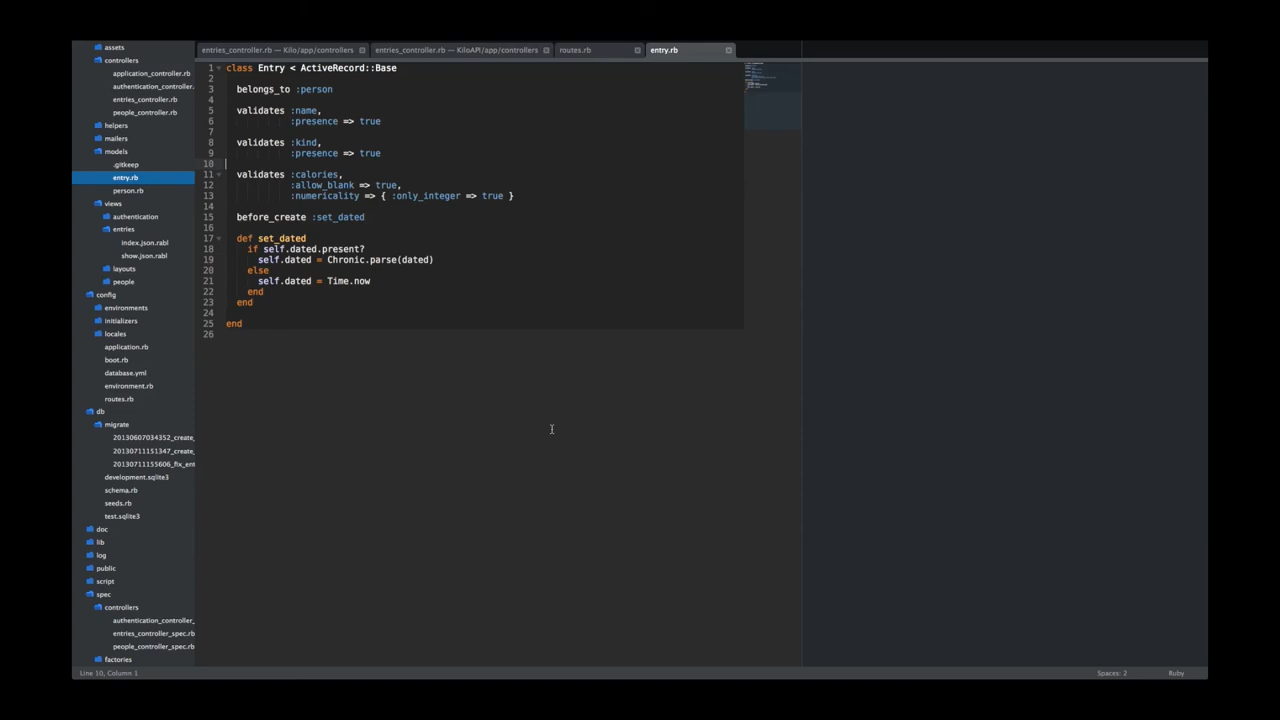 assets
controllers
application_controller.rb
authentication_controller.
entries_controller.rb
people_controller.rb
helpers
mailers
models
.gitkeep
entry.rb
person.rb
views
authentication
entries
index.json.rabl
show.json.rabl
layouts
people
config
environments
initializers
locales
application.rb
boot.rb
database.yml
environment.rb
routes.rb
db
migrate
20130607034352_create_
20130711151347_create_
20130711155606_fix_ent
development.sqlite3
schema.rb
seeds.rb
test.sqlite3
doc
lib
log
public
script
spec
controllers
authentication_controller_
entries_controller_spec.rb
people_controller_spec.rb
factories
entries_controller.rb — Kilo/app/controllers
entries_controller.rb — KiloAPI/app/controllers
routes.rb
entry.rb
1 class Entry < ActiveRecord::Base
2
3 belongs_to :person
4
5 validates :name,
6 :presence => true
7
8 validates :kind,
9 :presence => true
10
11 validates :calories,
12 :allow_blank => true,
13 :numericality => { :only_integer => true }
14
15 before_create :set_dated
16
17 def set_dated
18 if self.dated.present?
19 self.dated = Chronic.parse(dated)
20 else
21 self.dated = Time.now
22 end
23 end
24
25 end
26
Line 10, Column 1
Spaces: 2
Ruby